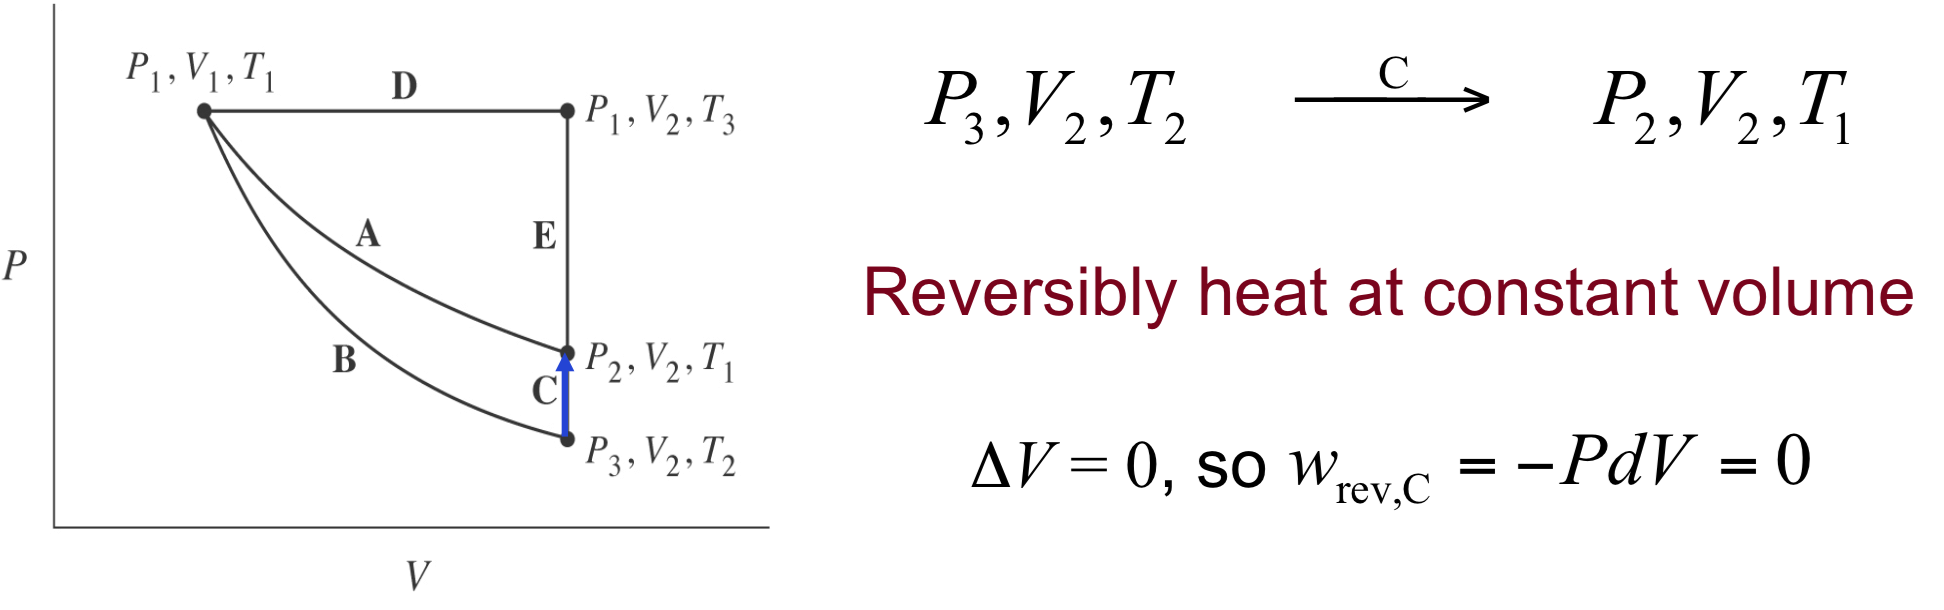 P₁, V₁, T₁
D
P₁, V₂, T₃
A
E
P
B
P₂, V₂, T₁
C
P₃, V₂, T₂
V
P₃, V₂, T₂ —C→ P₂, V₂, T₁
Reversibly heat at constant volume
ΔV = 0, so w_rev,C = −PdV = 0